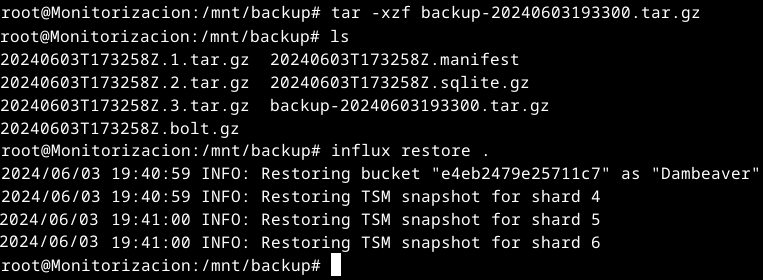 root@Monitorizacion:/mnt/backup# tar -xzf backup-20240603193300.tar.gz
root@Monitorizacion:/mnt/backup# ls
20240603T173258Z.1.tar.gz  20240603T173258Z.manifest
20240603T173258Z.2.tar.gz  20240603T173258Z.sqlite.gz
20240603T173258Z.3.tar.gz  backup-20240603193300.tar.gz
20240603T173258Z.bolt.gz
root@Monitorizacion:/mnt/backup# influx restore .
2024/06/03 19:40:59 INFO: Restoring bucket "e4eb2479e25711c7" as "Dambeaver"
2024/06/03 19:40:59 INFO: Restoring TSM snapshot for shard 4
2024/06/03 19:41:00 INFO: Restoring TSM snapshot for shard 5
2024/06/03 19:41:00 INFO: Restoring TSM snapshot for shard 6
root@Monitorizacion:/mnt/backup#